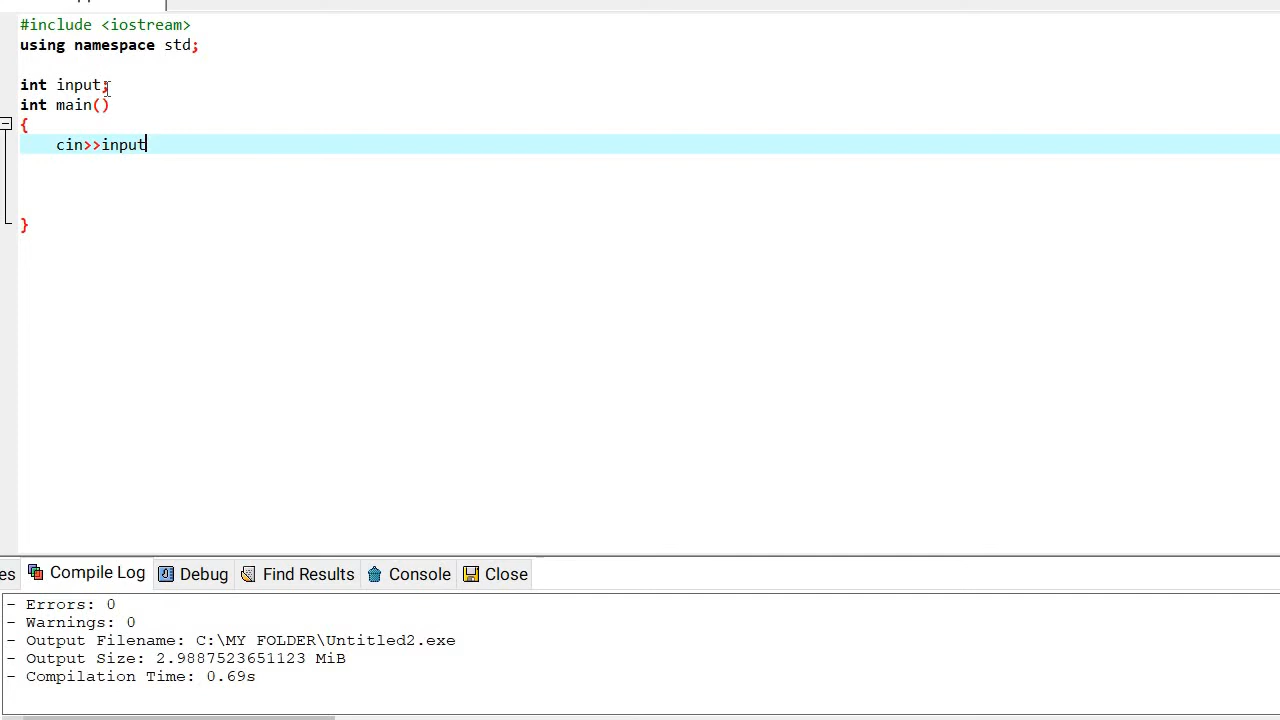 #include <iostream>
using namespace std;
int input;
int main()
{
cin>>input
}
es Compile Log Debug Find Results Console Close
- Errors: 0
- Warnings: 0
- Output Filename: C:\MY FOLDER\Untitled2.exe
- Output Size: 2.9887523651123 MiB
- Compilation Time: 0.69s